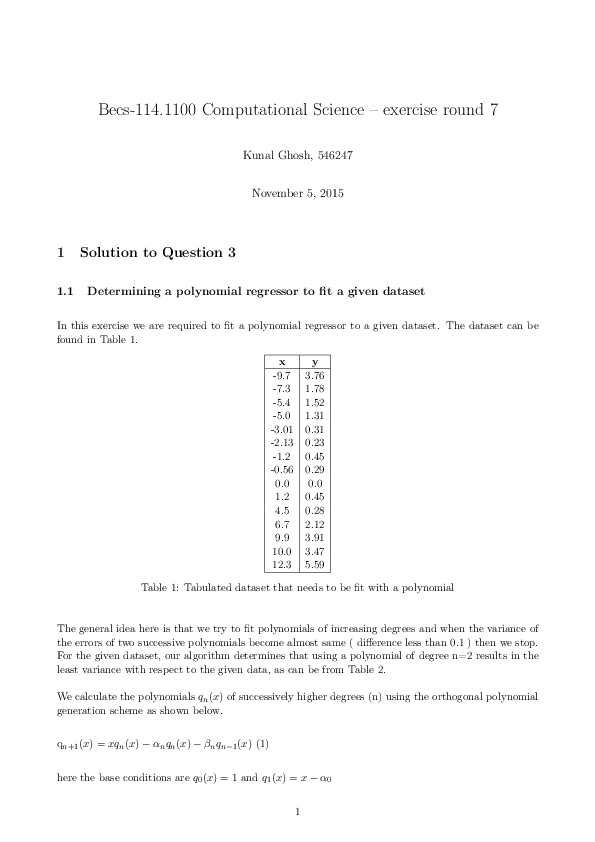 Becs-114.1100 Computational Science – exercise round 7
Kunal Ghosh, 546247
November 5, 2015
1 Solution to Question 3
1.1 Determining a polynomial regressor to fit a given dataset
In this exercise we are required to fit a polynomial regressor to a given dataset. The dataset can be
found in Table 1.
x y
-9.7 3.76
-7.3 1.78
-5.4 1.52
-5.0 1.31
-3.01 0.31
-2.13 0.23
-1.2 0.45
-0.56 0.29
0.0 0.0
1.2 0.45
4.5 0.28
6.7 2.12
9.9 3.91
10.0 3.47
12.3 5.59
Table 1: Tabulated dataset that needs to be fit with a polynomial
The general idea here is that we try to fit polynomials of increasing degrees and when the variance of
the errors of two successive polynomials become almost same ( difference less than 0.1 ) then we stop.
For the given dataset, our algorithm determines that using a polynomial of degree n=2 results in the
least variance with respect to the given data, as can be from Table 2.
We calculate the polynomials qₙ(x) of successively higher degrees (n) using the orthogonal polynomial
generation scheme as shown below.
qₙ₊₁(x) = xqₙ(x) − αₙqₙ(x) − βₙqₙ₋₁(x) (1)
here the base conditions are q₀(x) = 1 and q₁(x) = x − α₀
1